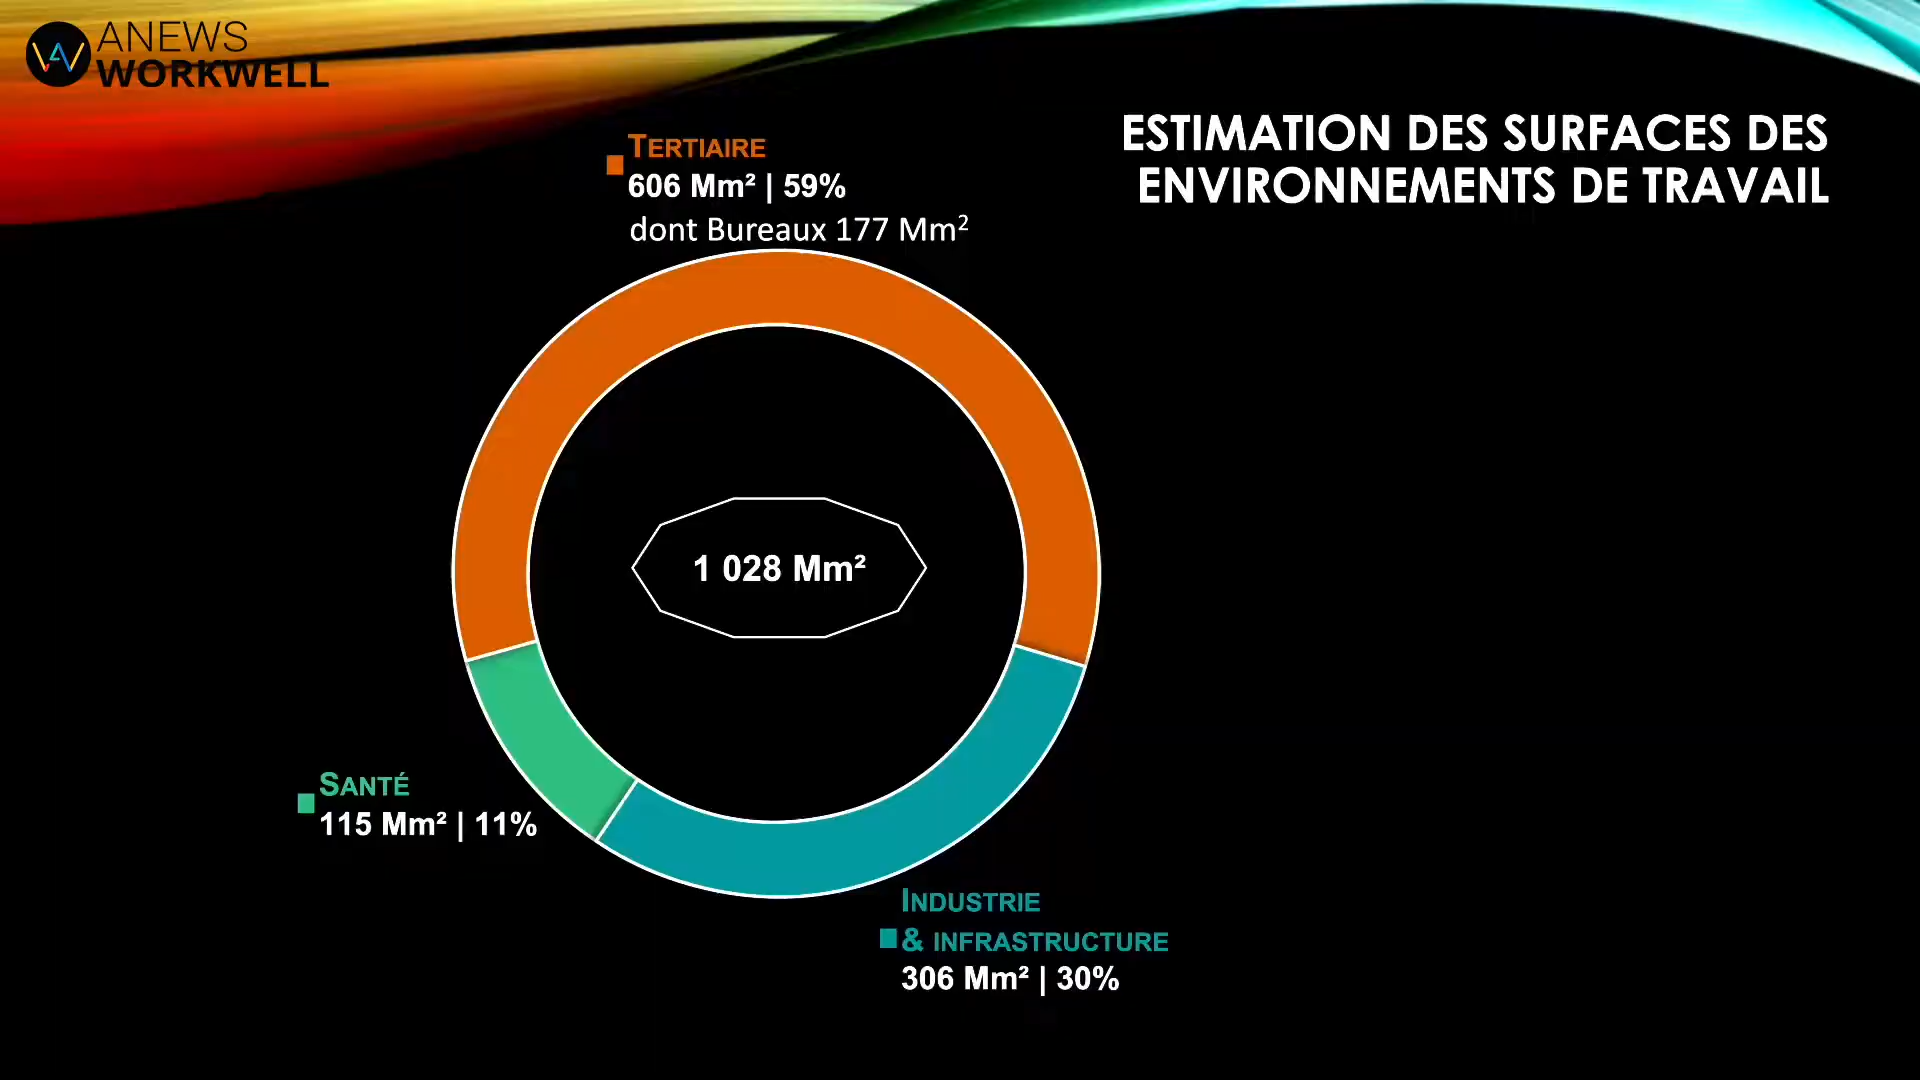 ANEWS
WORKWELL
ESTIMATION DES SURFACES DES
ENVIRONNEMENTS DE TRAVAIL
TERTIAIRE
606 Mm² | 59%
dont Bureaux 177 Mm²
1 028 Mm²
SANTÉ
115 Mm² | 11%
INDUSTRIE
& INFRASTRUCTURE
306 Mm² | 30%